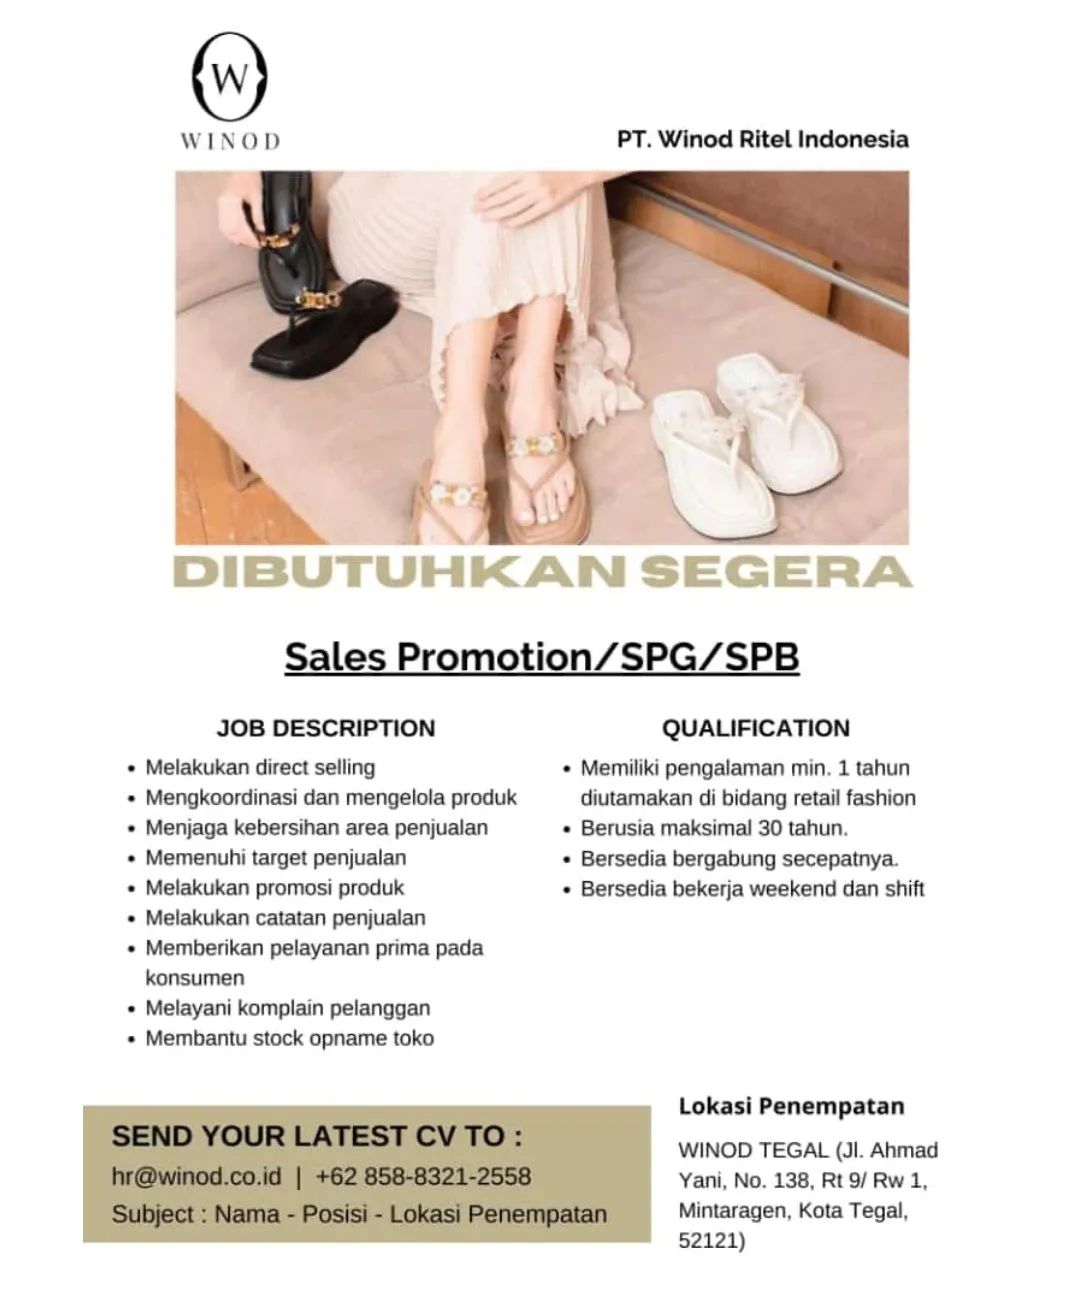 W
WINOD
PT. Winod Ritel Indonesia
DIBUTUHKAN SEGERA
Sales Promotion/SPG/SPB
JOB DESCRIPTION
• Melakukan direct selling
• Mengkoordinasi dan mengelola produk
• Menjaga kebersihan area penjualan
• Memenuhi target penjualan
• Melakukan promosi produk
• Melakukan catatan penjualan
• Memberikan pelayanan prima pada
konsumen
• Melayani komplain pelanggan
• Membantu stock opname toko
QUALIFICATION
• Memiliki pengalaman min. 1 tahun
diutamakan di bidang retail fashion
• Berusia maksimal 30 tahun.
• Bersedia bergabung secepatnya.
• Bersedia bekerja weekend dan shift
SEND YOUR LATEST CV TO :
hr@winod.co.id | +62 858-8321-2558
Subject : Nama - Posisi - Lokasi Penempatan
Lokasi Penempatan
WINOD TEGAL (Jl. Ahmad
Yani, No. 138, Rt 9/ Rw 1,
Mintaragen, Kota Tegal,
52121)